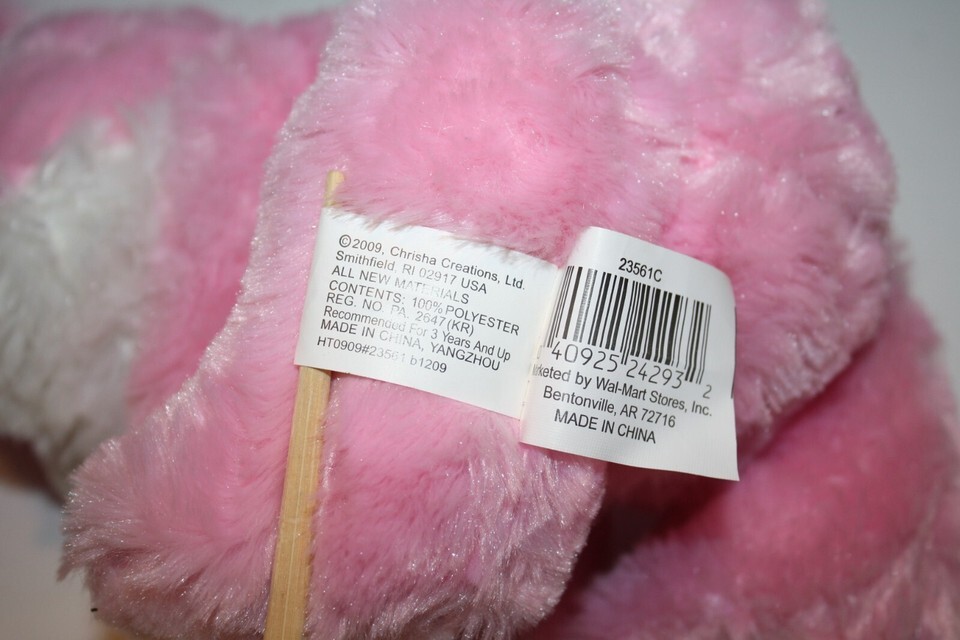 ©2009, Chrisha Creations, Ltd.
Smithfield, RI 02917 USA
ALL NEW MATERIALS
CONTENTS: 100% POLYESTER
REG. NO. PA. 2647(KR)
Recommended For 3 Years And Up
MADE IN CHINA, YANGZHOU
HT0909#23561 b1209
23561C
40925 24293 2
rketed by Wal-Mart Stores, Inc.
Bentonville, AR 72716
MADE IN CHINA